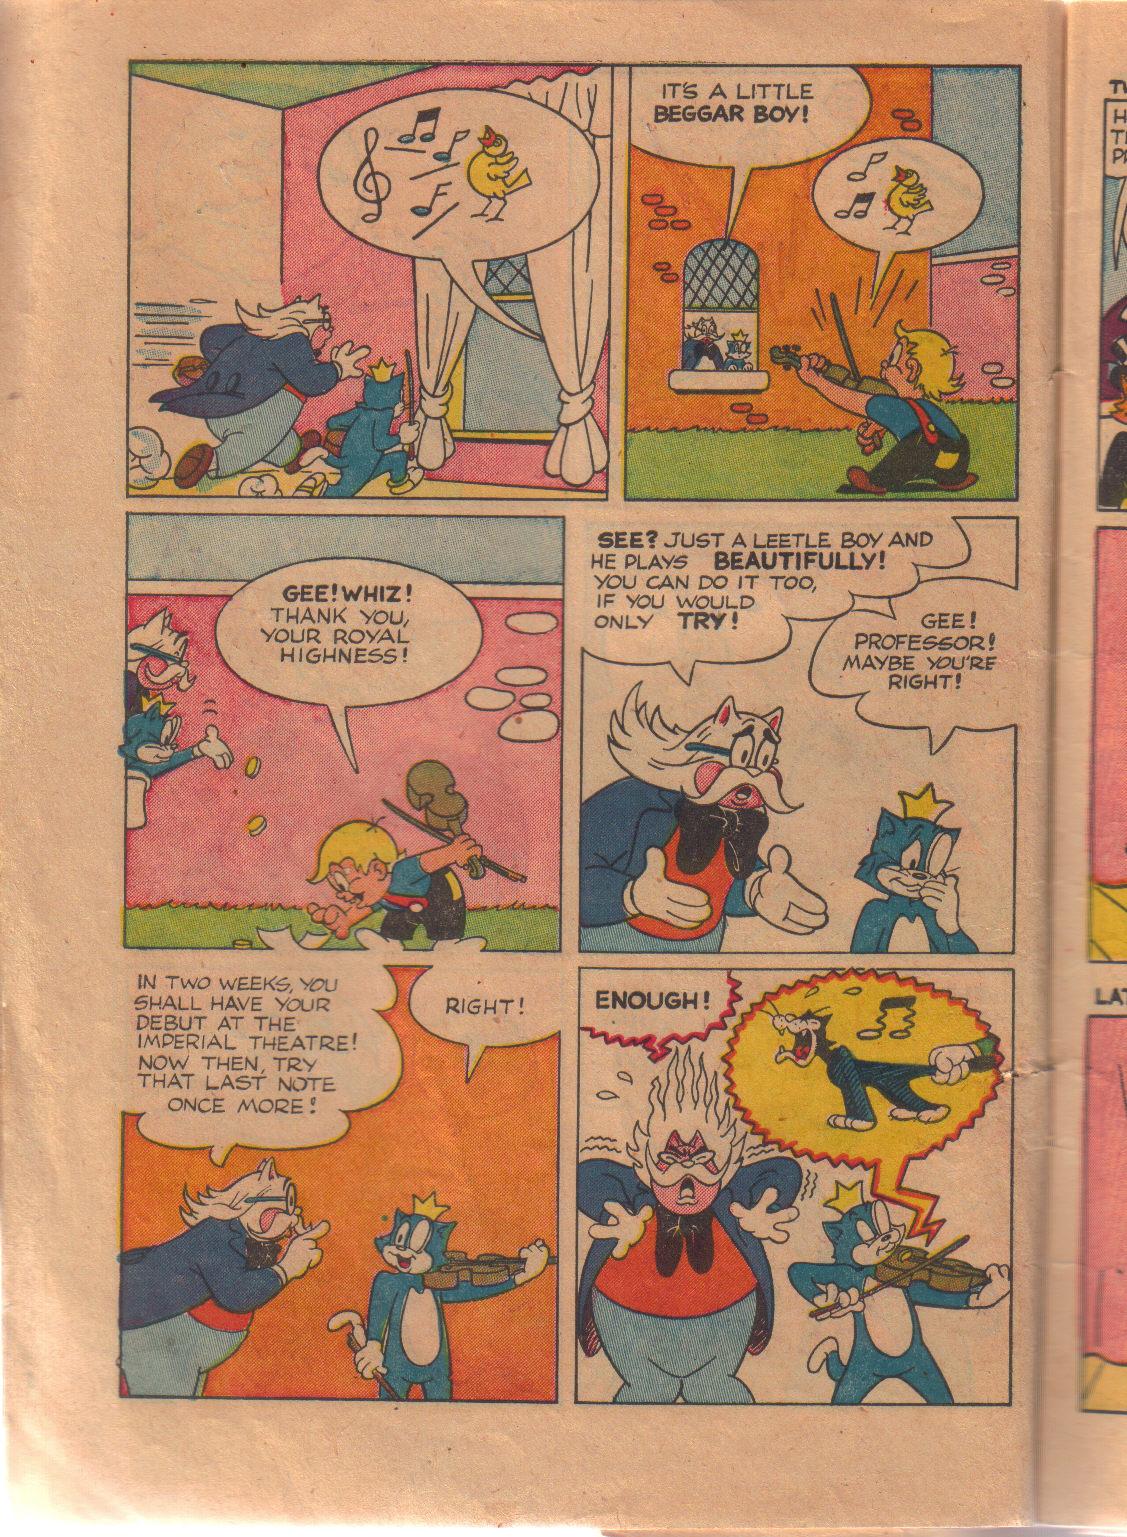 IT'S A LITTLE
BEGGAR BOY!
GEE! WHIZ!
THANK YOU,
YOUR ROYAL
HIGHNESS!
SEE? JUST A LEETLE BOY AND
HE PLAYS BEAUTIFULLY!
YOU CAN DO IT TOO,
IF YOU WOULD
ONLY TRY!
GEE!
PROFESSOR!
MAYBE YOU'RE
RIGHT!
IN TWO WEEKS, YOU
SHALL HAVE YOUR
DEBUT AT THE
IMPERIAL THEATRE!
NOW THEN, TRY
THAT LAST NOTE
ONCE MORE!
RIGHT!
ENOUGH!